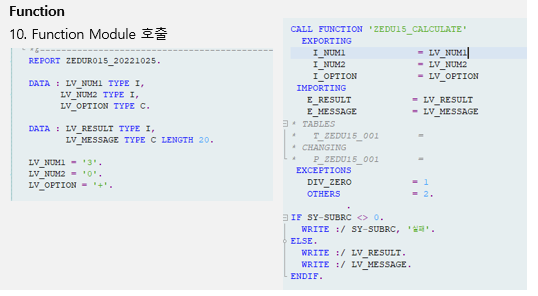 Function
10. Function Module 호출
REPORT ZEDUR015_20221025.
DATA : LV_NUM1 TYPE I,
LV_NUM2 TYPE I,
LV_OPTION TYPE C.
DATA : LV_RESULT TYPE I,
LV_MESSAGE TYPE C LENGTH 20.
LV_NUM1 = '3'.
LV_NUM2 = '0'.
LV_OPTION = '+'.
CALL FUNCTION 'ZEDU15_CALCULATE'
EXPORTING
I_NUM1 = LV_NUM1
I_NUM2 = LV_NUM2
I_OPTION = LV_OPTION
IMPORTING
E_RESULT = LV_RESULT
E_MESSAGE = LV_MESSAGE
* TABLES
* T_ZEDU15_001 =
* CHANGING
* P_ZEDU15_001 =
EXCEPTIONS
DIV_ZERO = 1
OTHERS = 2.
.
IF SY-SUBRC <> 0.
WRITE :/ SY-SUBRC, '실패'.
ELSE.
WRITE :/ LV_RESULT.
WRITE :/ LV_MESSAGE.
ENDIF.